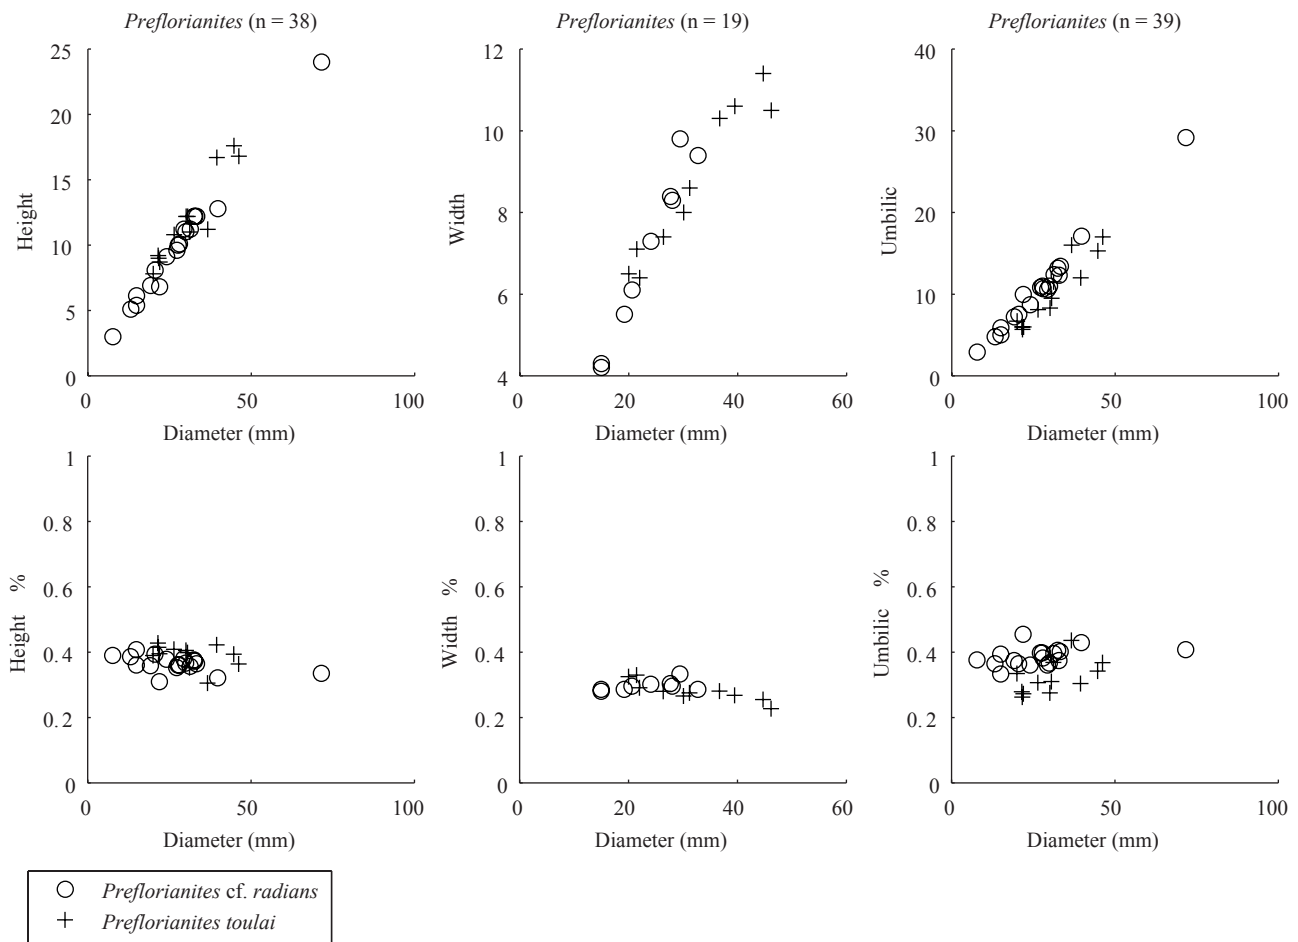 Preflorianites (n = 38)
25
20
15
10
5
0
Height
0 50 100
Diameter (mm)
Preflorianites (n = 19)
12
10
8
6
4
Width
0 20 40 60
Diameter (mm)
Preflorianites (n = 39)
40
30
20
10
0
Umbilic
0 50 100
Diameter (mm)
1
0.8
0.6
0.4
0.2
0
Height %
0 50 100
Diameter (mm)
1
0.8
0.6
0.4
0.2
0
Width %
0 20 40 60
Diameter (mm)
1
0.8
0.6
0.4
0.2
0
Umbilic %
0 50 100
Diameter (mm)
Preflorianites cf. radians
Preflorianites toulai